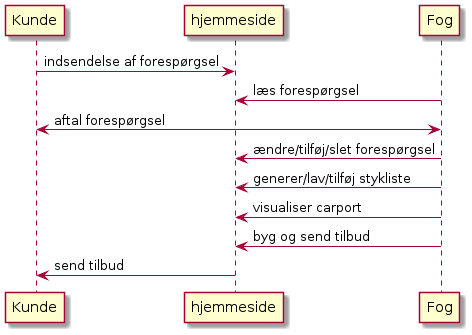 Kunde hjemmeside Fog
indsendelse af forespørgsel
læs forespørgsel
aftal forespørgsel
ændre/tilføj/slet forespørgsel
generer/lav/tilføj stykliste
visualiser carport
byg og send tilbud
send tilbud
Kunde hjemmeside Fog